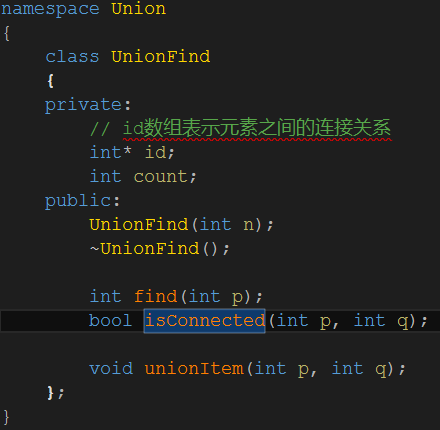 namespace Union
{
    class UnionFind
    {
    private:
        // id数组表示元素之间的连接关系
        int* id;
        int count;
    public:
        UnionFind(int n);
        ~UnionFind();

        int find(int p);
        bool isConnected(int p, int q);

        void unionItem(int p, int q);
    };
}